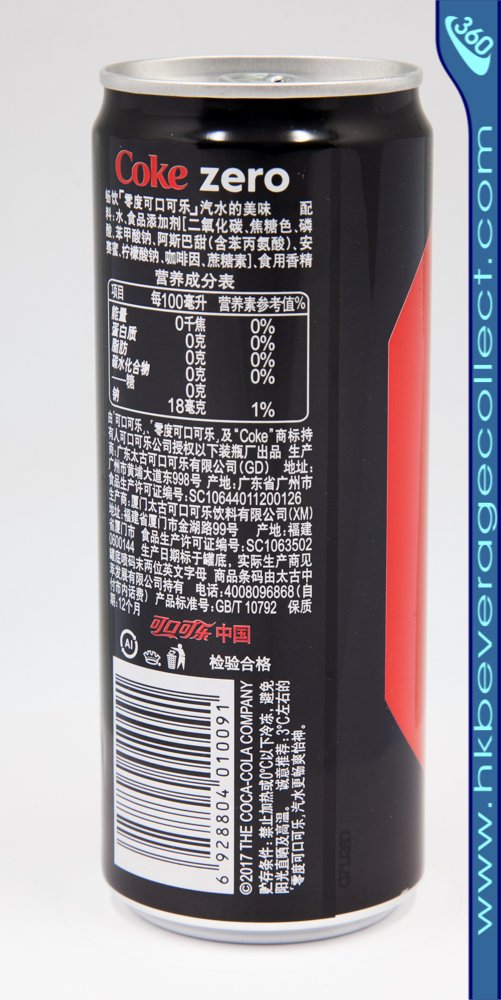 360
www.hkbeveragecollect.com
Coke zero
畅饮「零度可口可乐」汽水的美味 配
料:水,食品添加剂[二氧化碳,焦糖色,磷
酸,苯甲酸钠,阿斯巴甜(含苯丙氨酸),安
赛蜜,柠檬酸钠,咖啡因,蔗糖素],食用香精
营养成分表
项目 每100毫升 营养素参考值%
能量 0千焦 0%
蛋白质 0克 0%
脂肪 0克 0%
碳水化合物 0克 0%
——糖 0克
钠 18毫克 1%
由"可口可乐","零度可口可乐,及"Coke"商标持
有人可口可乐公司授权以下装瓶厂出品 生产
商:广东太古可口可乐有限公司(GD) 地址:
广州市黄埔大道东998号 产地:广东省广州市
食品生产许可证编号:SC10644011200126
生产商:厦门太古可口可乐饮料有限公司(XM)
地址:福建省厦门市金湖路99号 产地:福建
省厦门市 食品生产许可证编号:SC1063502
0600144 生产日期标于罐底,实际生产商见
罐底喷码末两位英文字母 商品条码由太古中
萃发展有限公司持有 电话:4008096868(自
付市内话费) 产品标准号:GB/T 10792 保质
期:12个月
可口可乐中国
Al
检验合格
6 928804 010091
©2017 THE COCA-COLA COMPANY
贮存条件:禁止加热或0℃以下冷冻,避免
阳光直晒及高温。 诚意推荐:3℃左右的
「零度可口可乐」汽水更畅爽怡神。